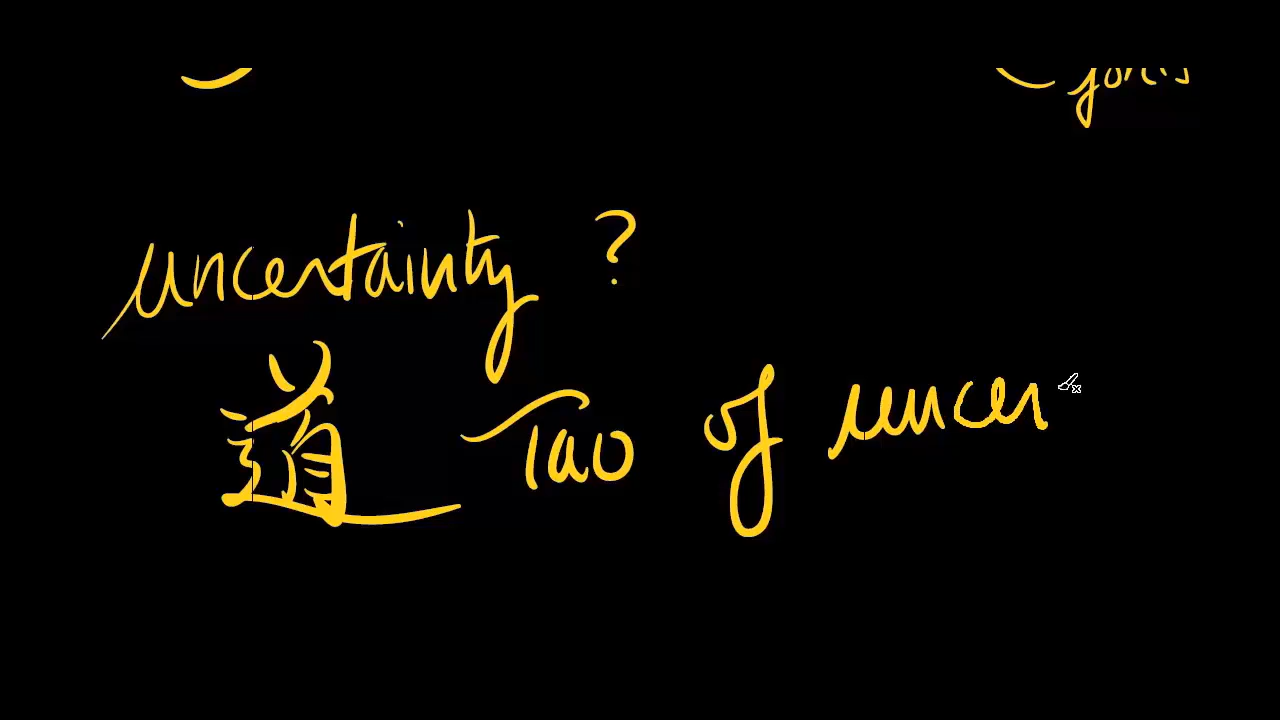 uncertainty ?
道 Tao of uncer